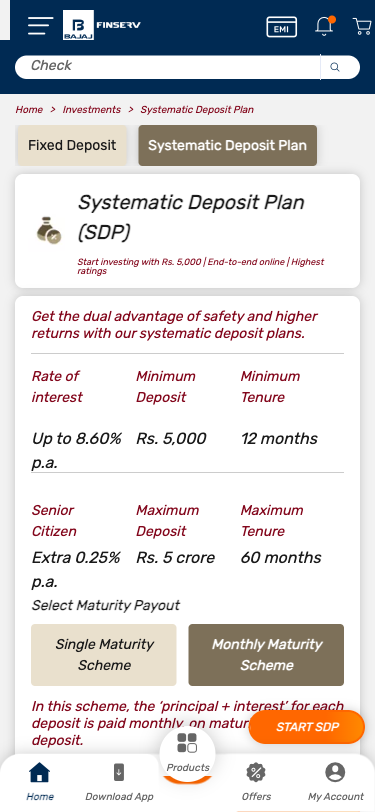 EMI
BAJAJ
FINSERV
Check
Home > Investments > Systematic Deposit Plan
Fixed Deposit
Systematic Deposit Plan
Systematic Deposit Plan
(SDP)
Start investing with Rs. 5,000 | End-to-end online | Highest
ratings
Get the dual advantage of safety and higher
returns with our systematic deposit plans.
Rate of
interest
Minimum
Deposit
Minimum
Tenure
Up to 8.60%
p.a.
Rs. 5,000
12 months
Senior
Citizen
Maximum
Deposit
Maximum
Tenure
Extra 0.25%
p.a.
Rs. 5 crore
60 months
Select Maturity Payout
Single Maturity
Scheme
Monthly Maturity
Scheme
In this scheme, the ‘principal + interest’ for each
deposit is paid monthly, on
deposit.
START SDP
Home
Download App
Products
Offers
My Account